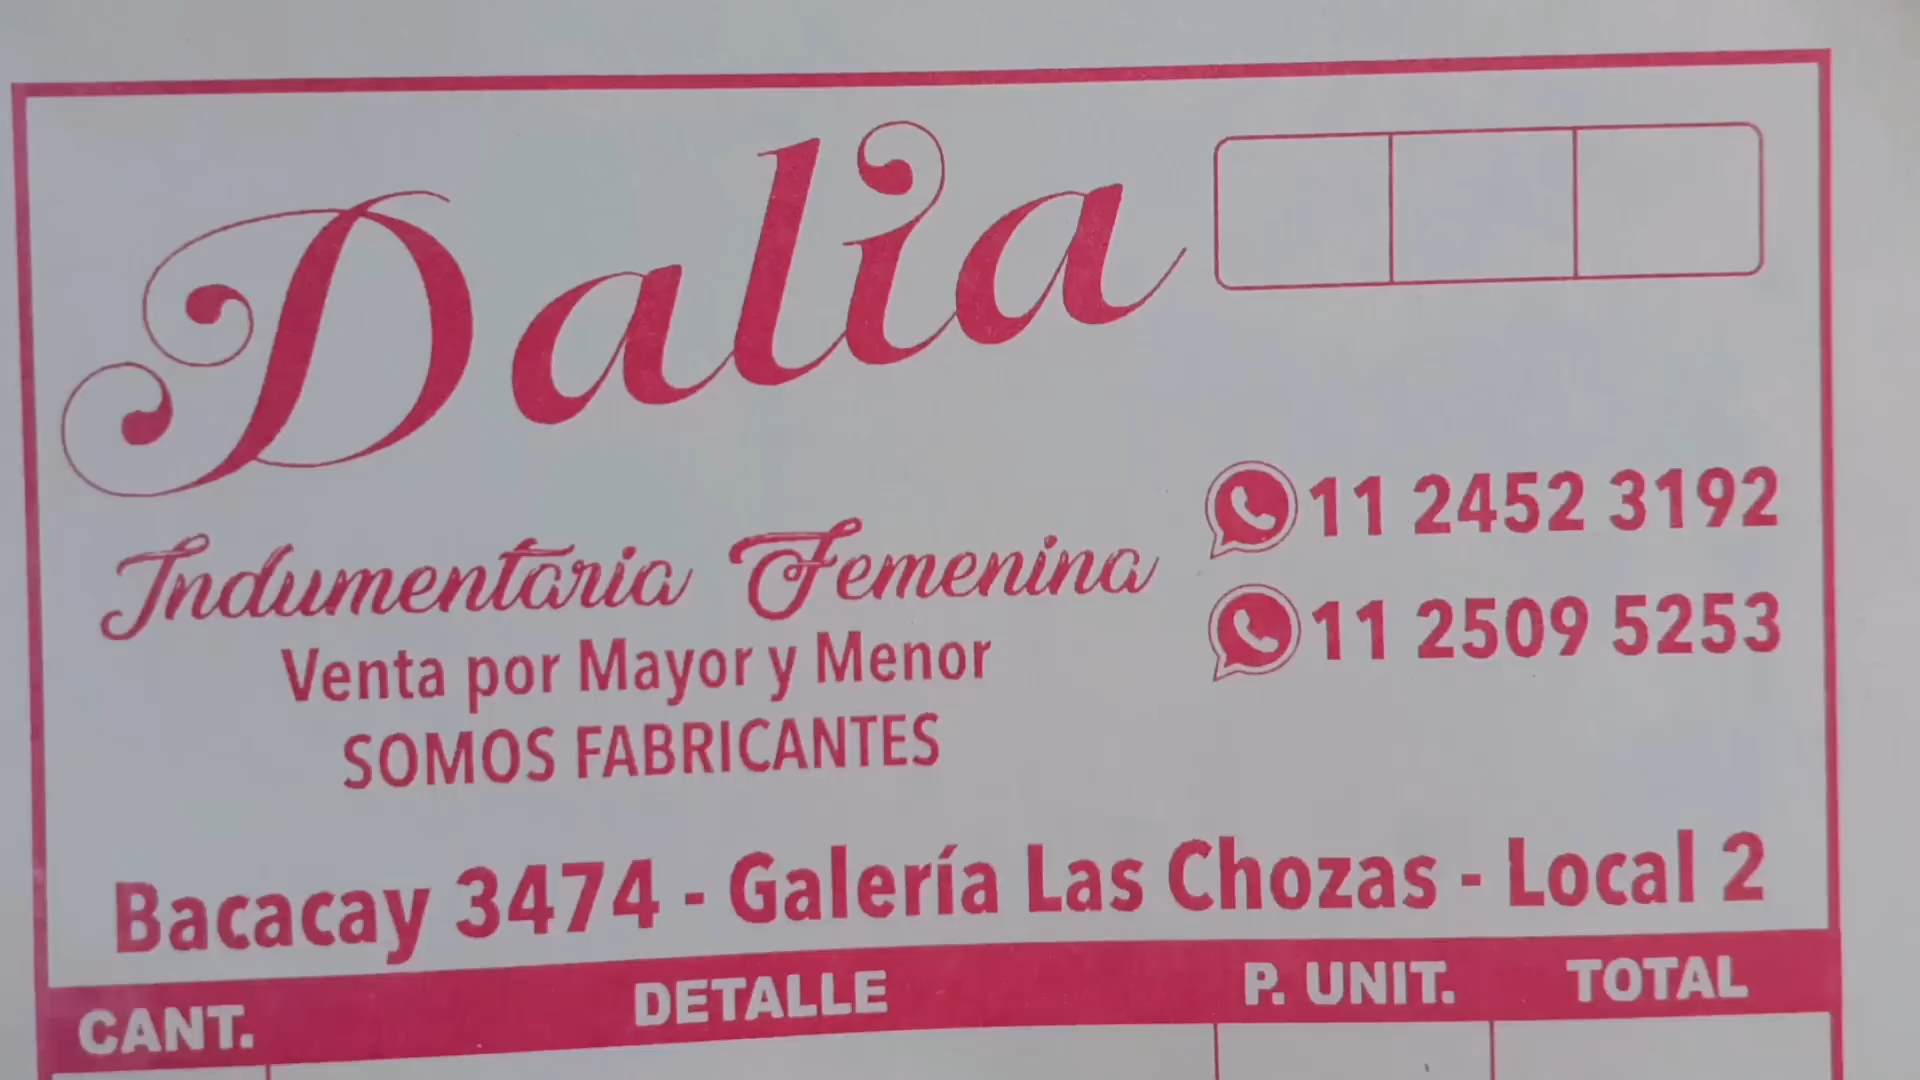 Dalia
Indumentaria Femenina
Venta por Mayor y Menor
SOMOS FABRICANTES
11 2452 3192
11 2509 5253
Bacacay 3474 - Galería Las Chozas - Local 2
CANT. DETALLE P. UNIT. TOTAL